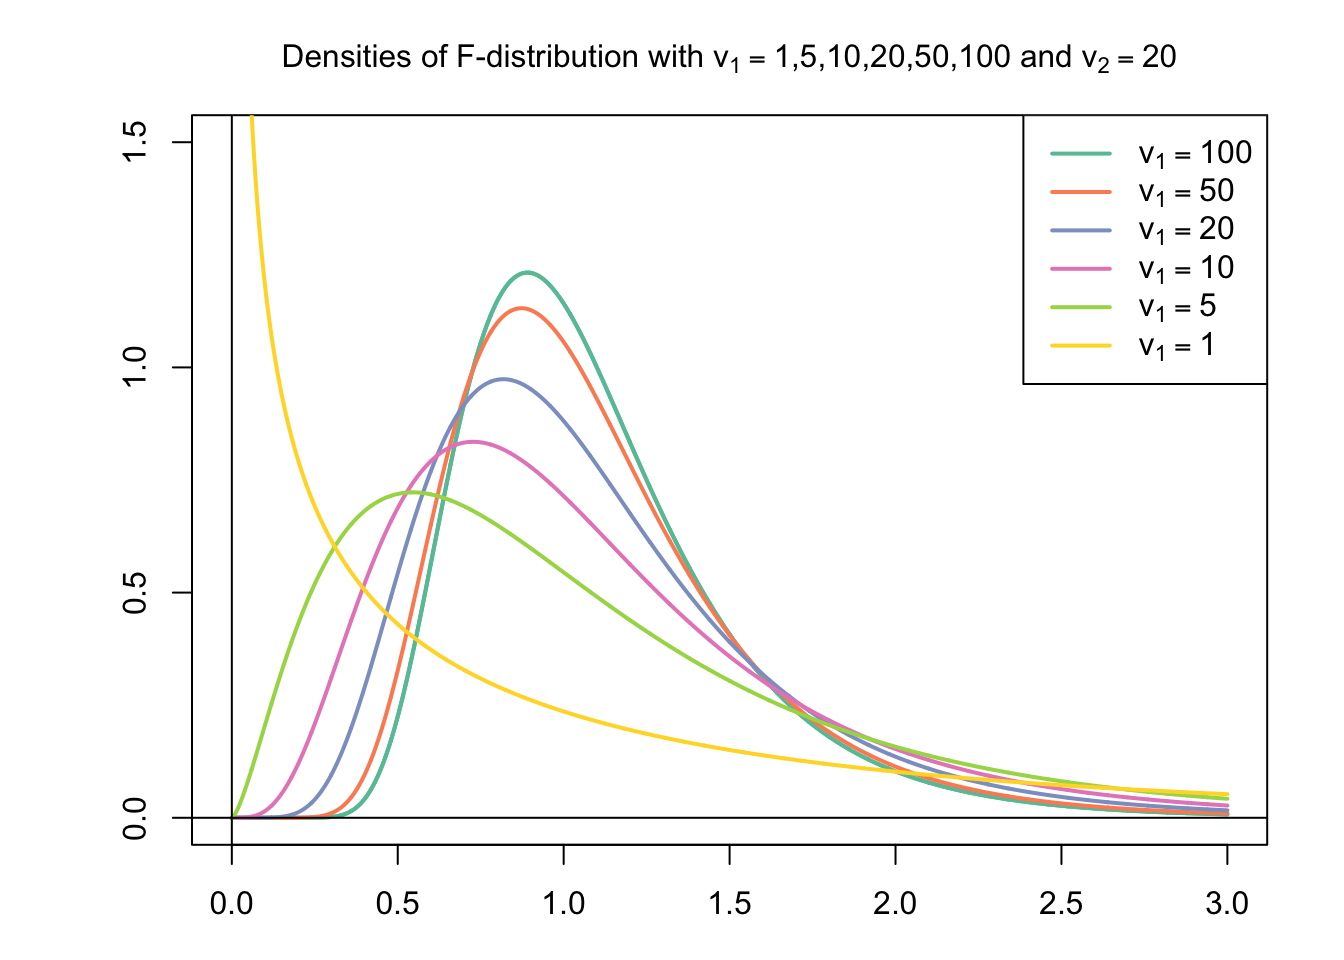 Densities of F-distribution with v₁ = 1,5,10,20,50,100 and v₂ = 20
1.5
1.0
0.5
0.0
v₁ = 100
v₁ = 50
v₁ = 20
v₁ = 10
v₁ = 5
v₁ = 1
0.0 0.5 1.0 1.5 2.0 2.5 3.0